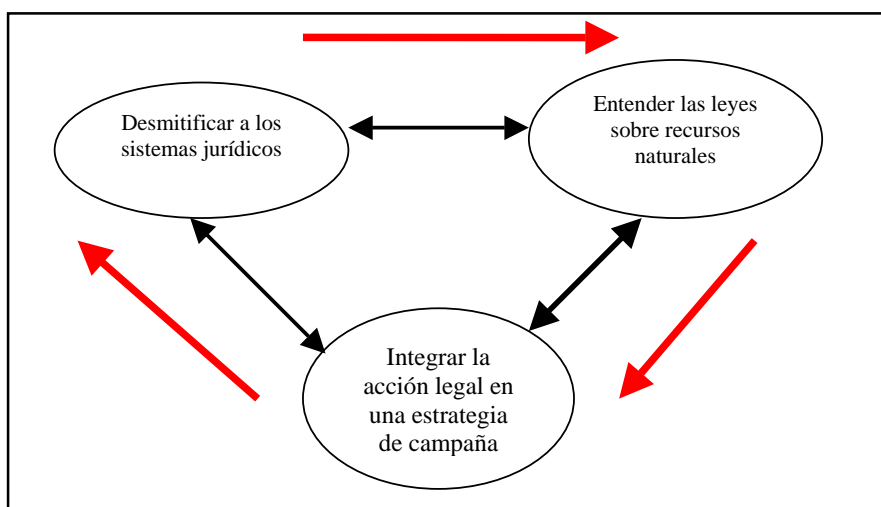 Desmitificar a los
sistemas jurídicos
Entender las leyes
sobre recursos
naturales
Integrar la
acción legal en
una estrategia
de campaña